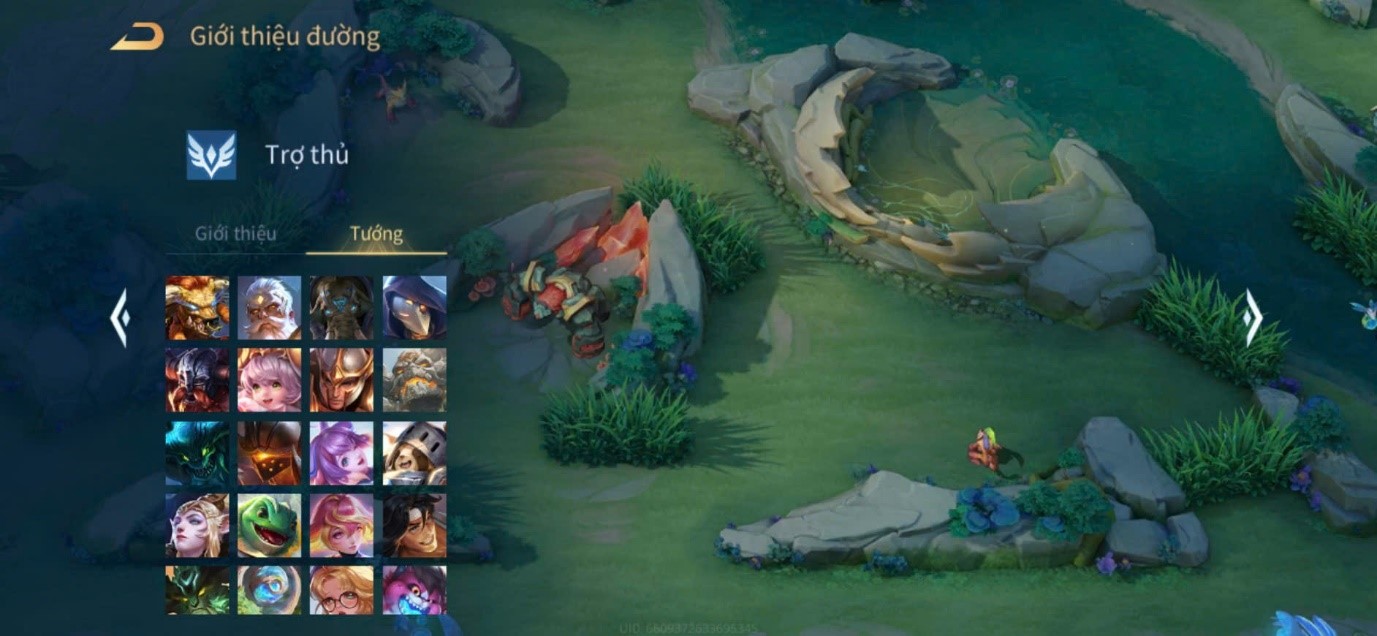 Giới thiệu đường
Trợ thủ
Giới thiệu
Tướng